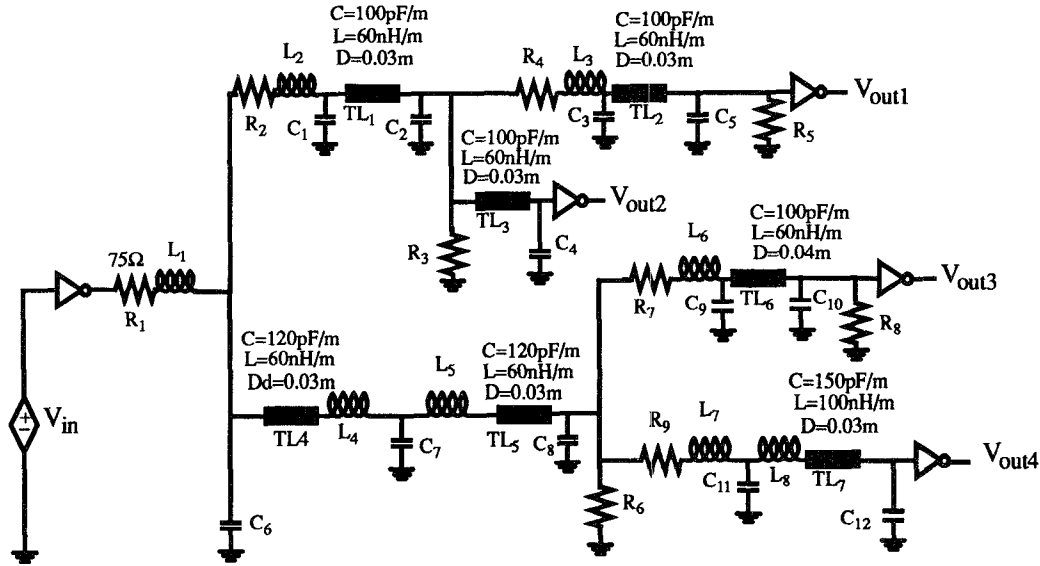 C=100pF/m
L=60nH/m
D=0.03m
C=100pF/m
L=60nH/m
D=0.03m
L2
R2
C1
TL1
C2
R4
L3
C3
TL2
C5
R5
Vout1
C=100pF/m
L=60nH/m
D=0.03m
TL3
Vout2
R3
C4
75Ω
L1
R1
C=100pF/m
L=60nH/m
D=0.04m
L6
R7
C9
TL6
C10
R8
Vout3
C=120pF/m
L=60nH/m
Dd=0.03m
TL4
L4
C7
L5
C=120pF/m
L=60nH/m
D=0.03m
TL5
C8
C=150pF/m
L=100nH/m
D=0.03m
R9
L7
C11
L8
TL7
C12
Vout4
Vin
+
−
C6
R6